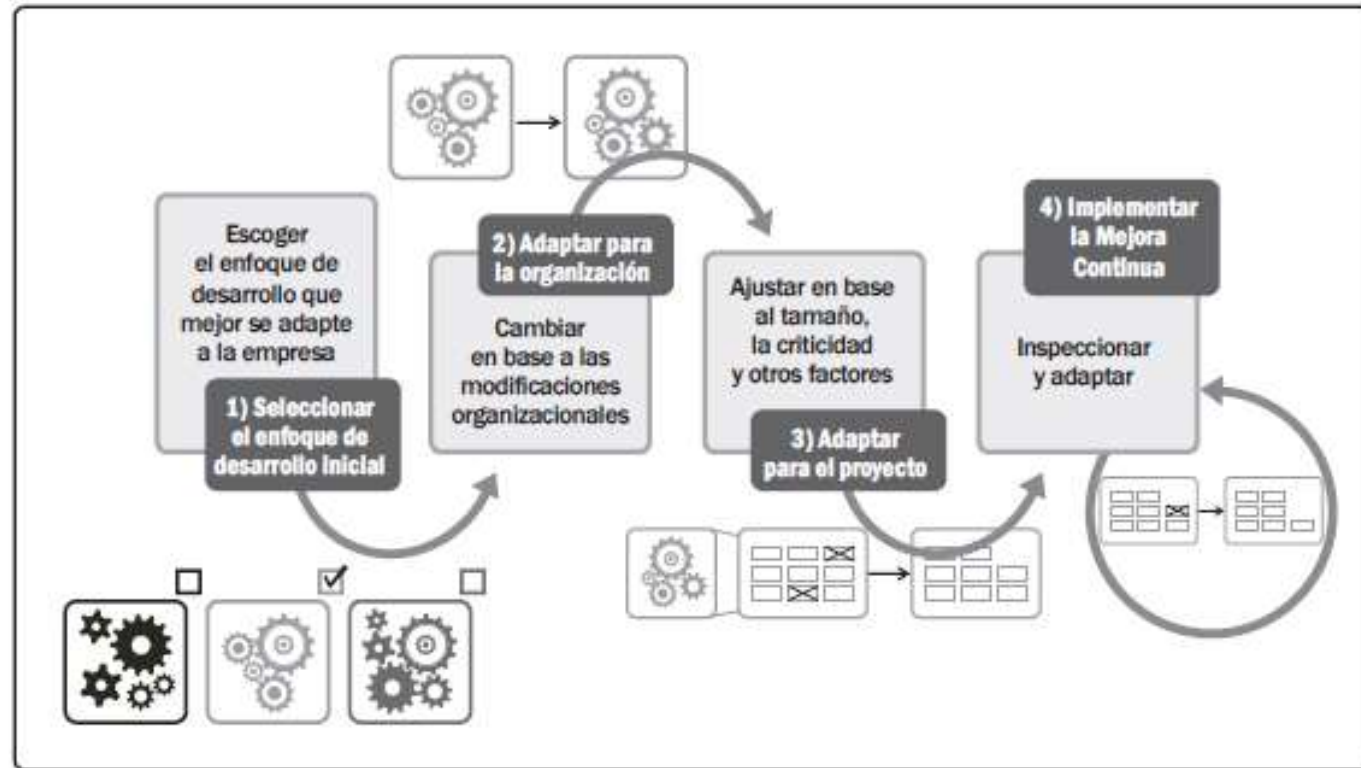 Escoger
el enfoque de
desarrollo que
mejor se adapte
a la empresa
1) Seleccionar
el enfoque de
desarrollo inicial
2) Adaptar para
la organización
Cambiar
en base a las
modificaciones
organizacionales
Ajustar en base
al tamaño,
la criticidad
y otros factores
3) Adaptar
para el proyecto
4) Implementar
la Mejora
Continua
Inspeccionar
y adaptar